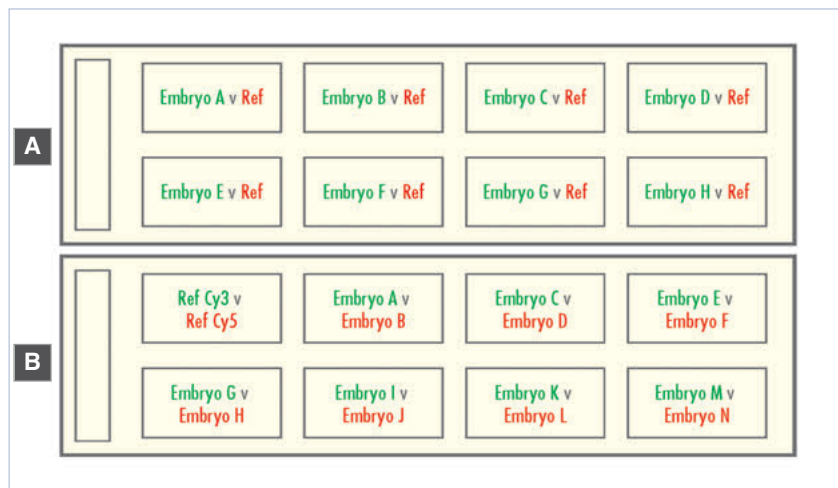 A
Embryo A v Ref
Embryo B v Ref
Embryo C v Ref
Embryo D v Ref
Embryo E v Ref
Embryo F v Ref
Embryo G v Ref
Embryo H v Ref
B
Ref Cy3 v
Ref Cy5
Embryo A v
Embryo B
Embryo C v
Embryo D
Embryo E v
Embryo F
Embryo G v
Embryo H
Embryo I v
Embryo J
Embryo K v
Embryo L
Embryo M v
Embryo N